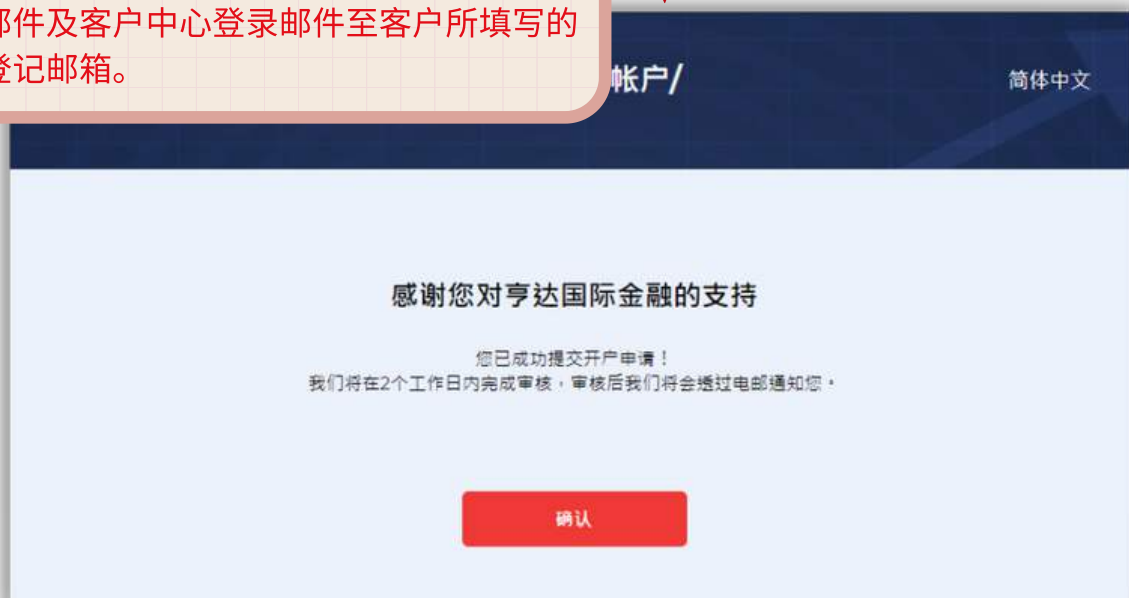 邮件及客户中心登录邮件至客户所填写的
登记邮箱。
帐户/
简体中文
感谢您对亨达国际金融的支持
您已成功提交开户申请！
我们将在2个工作日内完成审核，审核后我们将会透过电邮通知您。
确认